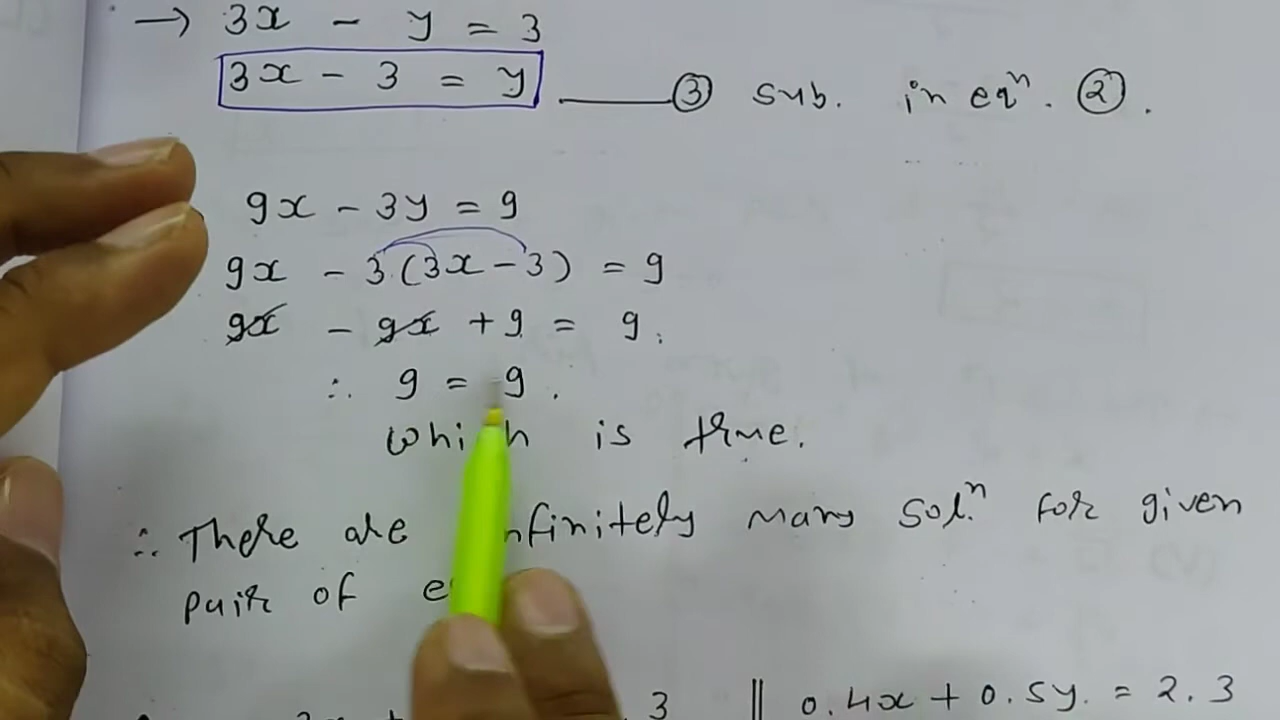 → 3x - y = 3
3x - 3 = y ——— ③ sub. in eqⁿ. ②.
9x - 3y = 9
9x - 3(3x - 3) = 9
9x - 9x + 9 = 9.
∴ 9 = 9.
which is true.
∴ There are infinitely many solⁿ for given
pair of
3 || 0.4x + 0.5y. = 2.3